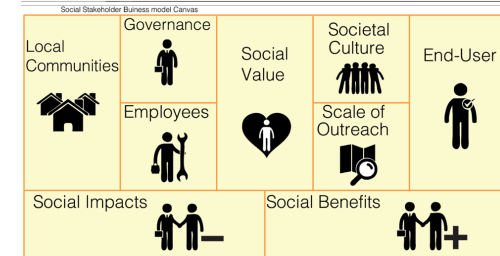 Social Stakeholder Buiness model Canvas
Local
Communities
Governance
Employees
Social
Value
Societal
Culture
Scale of
Outreach
End-User
Social Impacts
Social Benefits